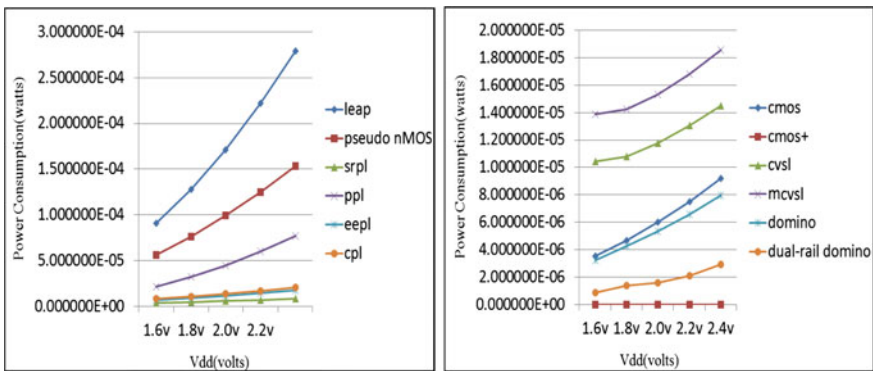 3.000000E-04
2.500000E-04
2.000000E-04
1.500000E-04
1.000000E-04
5.000000E-05
0.000000E+00
Power Consumption(watts)
1.6v 1.8v 2.0v 2.2v
Vdd(volts)
leap
pseudo nMOS
srpl
ppl
eepl
cpl
2.000000E-05
1.800000E-05
1.600000E-05
1.400000E-05
1.200000E-05
1.000000E-05
8.000000E-06
6.000000E-06
4.000000E-06
2.000000E-06
0.000000E+00
Power Consumption(watts)
1.6v 1.8v 2.0v 2.2v 2.4v
Vdd(volts)
cmos
cmos+
cvsl
mcvsl
domino
dual-rail domino